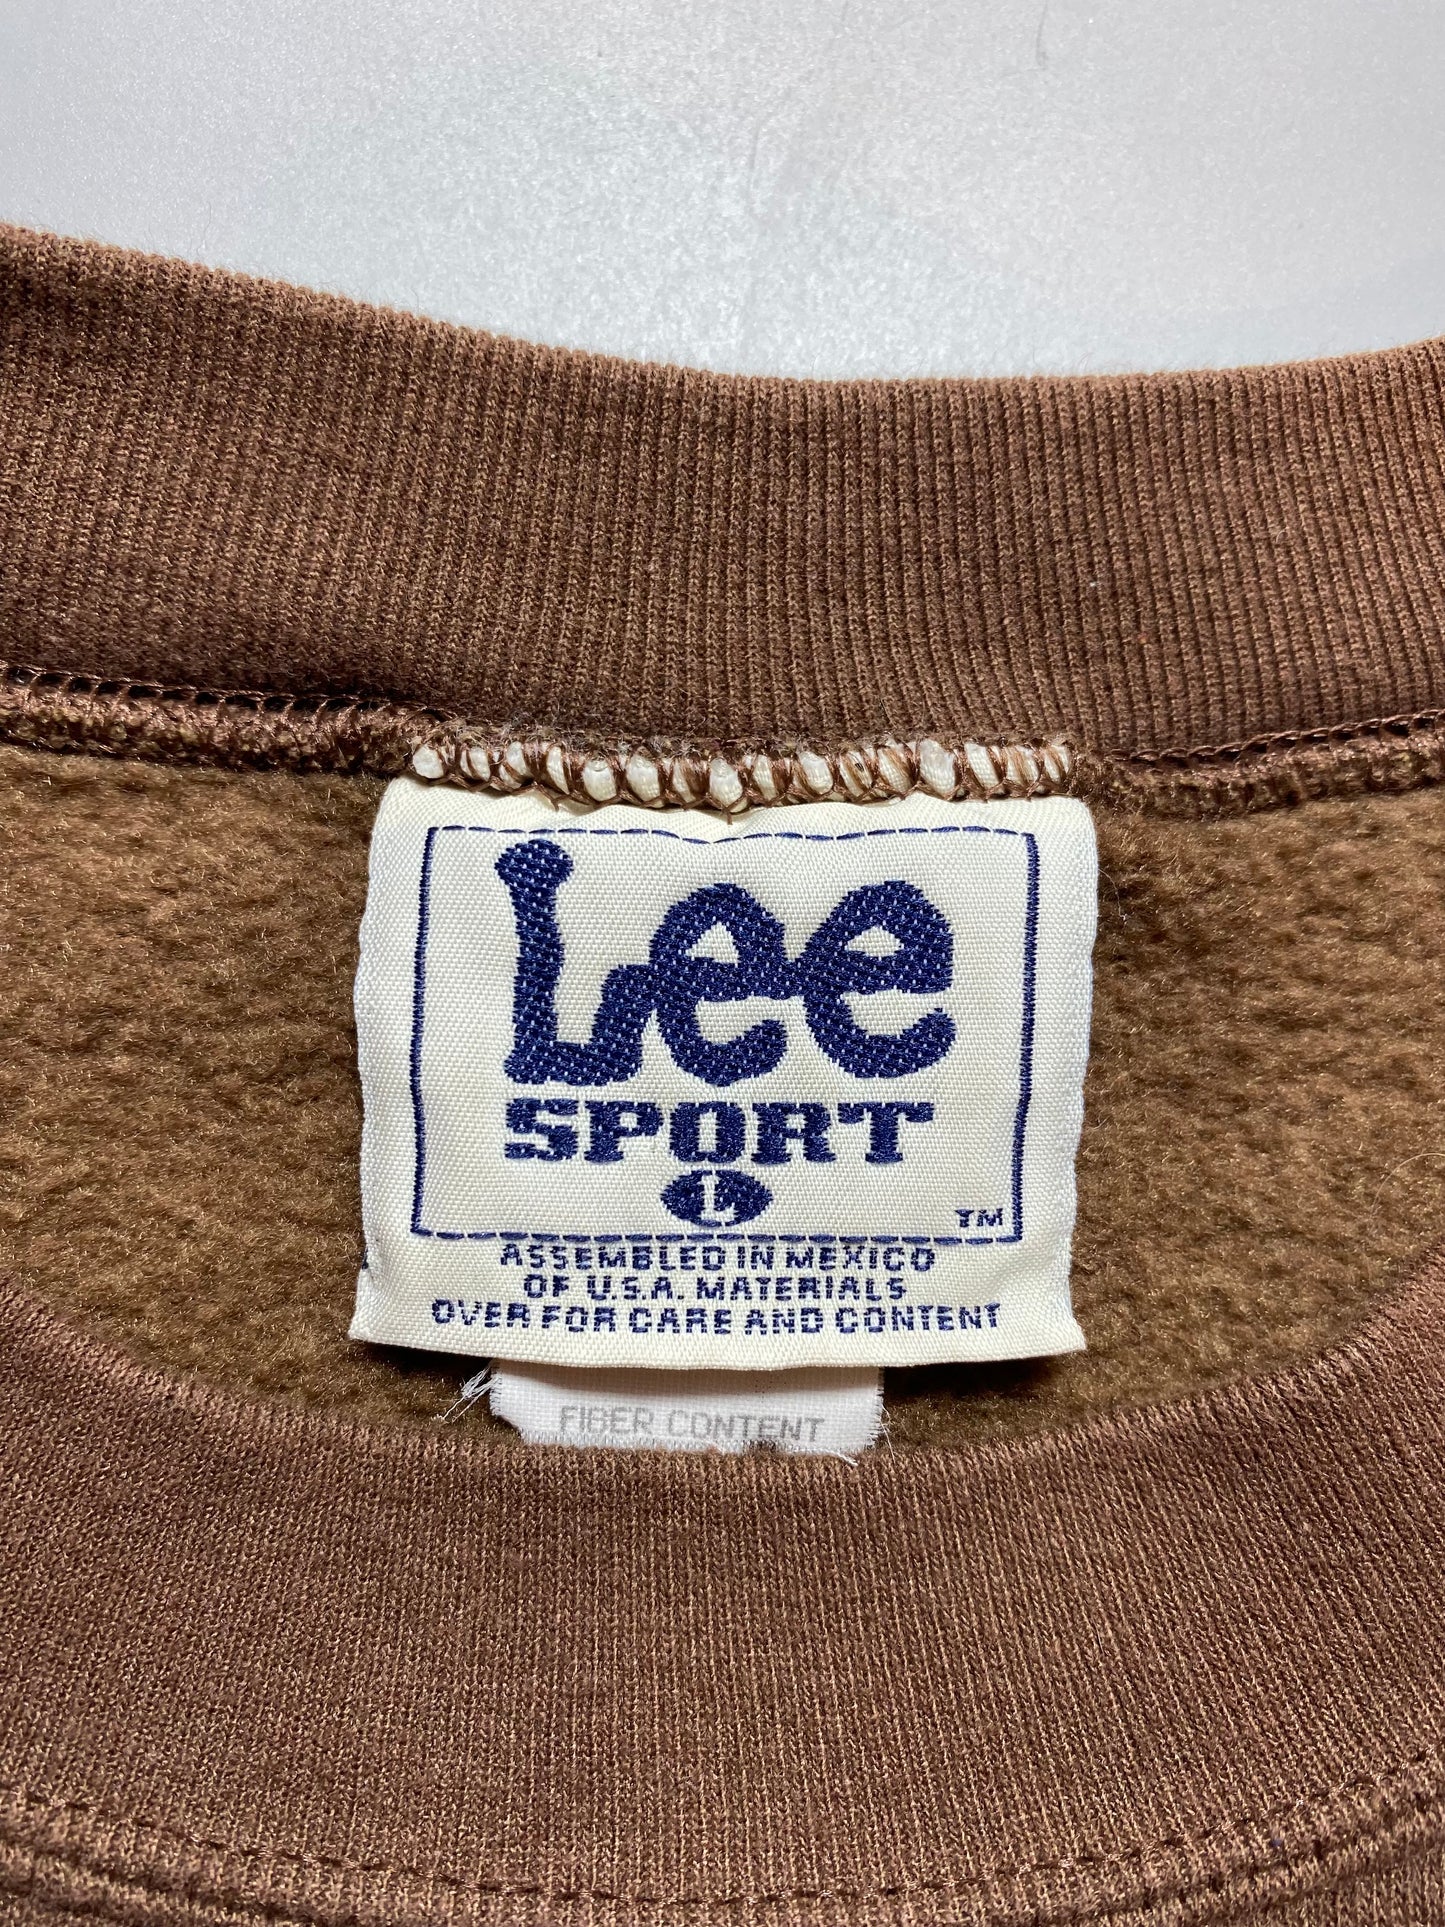 Lee
SPORT
L
TM
ASSEMBLED IN MEXICO
OF U.S.A. MATERIALS
OVER FOR CARE AND CONTENT
FIBER CONTENT